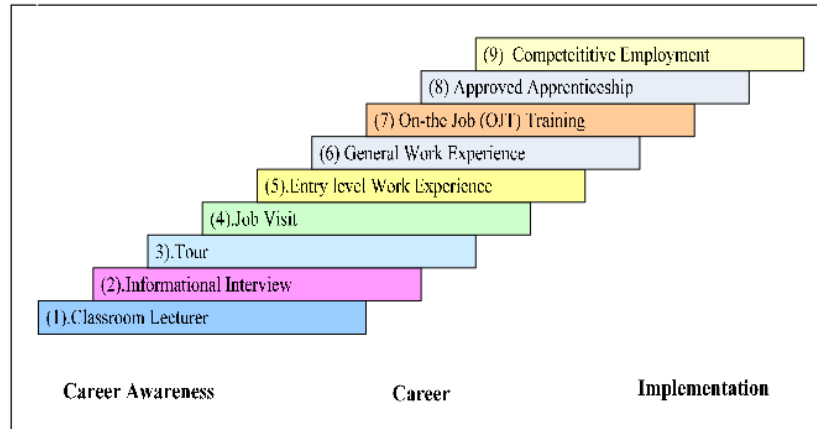 (9) Competeititive Employment
(8) Approved Apprenticeship
(7) On-the Job (OJT) Training
(6) General Work Experience
(5).Entry level Work Experience
(4).Job Visit
3).Tour
(2).Informational Interview
(1).Classroom Lecturer
Career Awareness Career Implementation